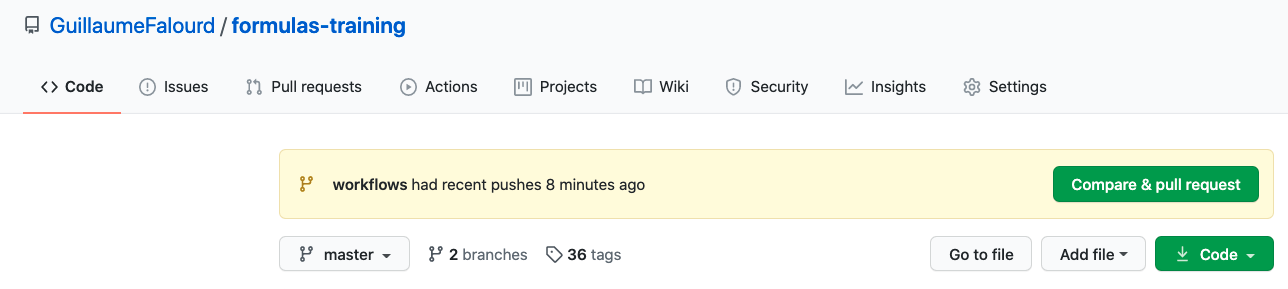 GuillaumeFalourd / formulas-training
Code Issues Pull requests Actions Projects Wiki Security Insights Settings
workflows had recent pushes 8 minutes ago Compare & pull request
master 2 branches 36 tags Go to file Add file Code